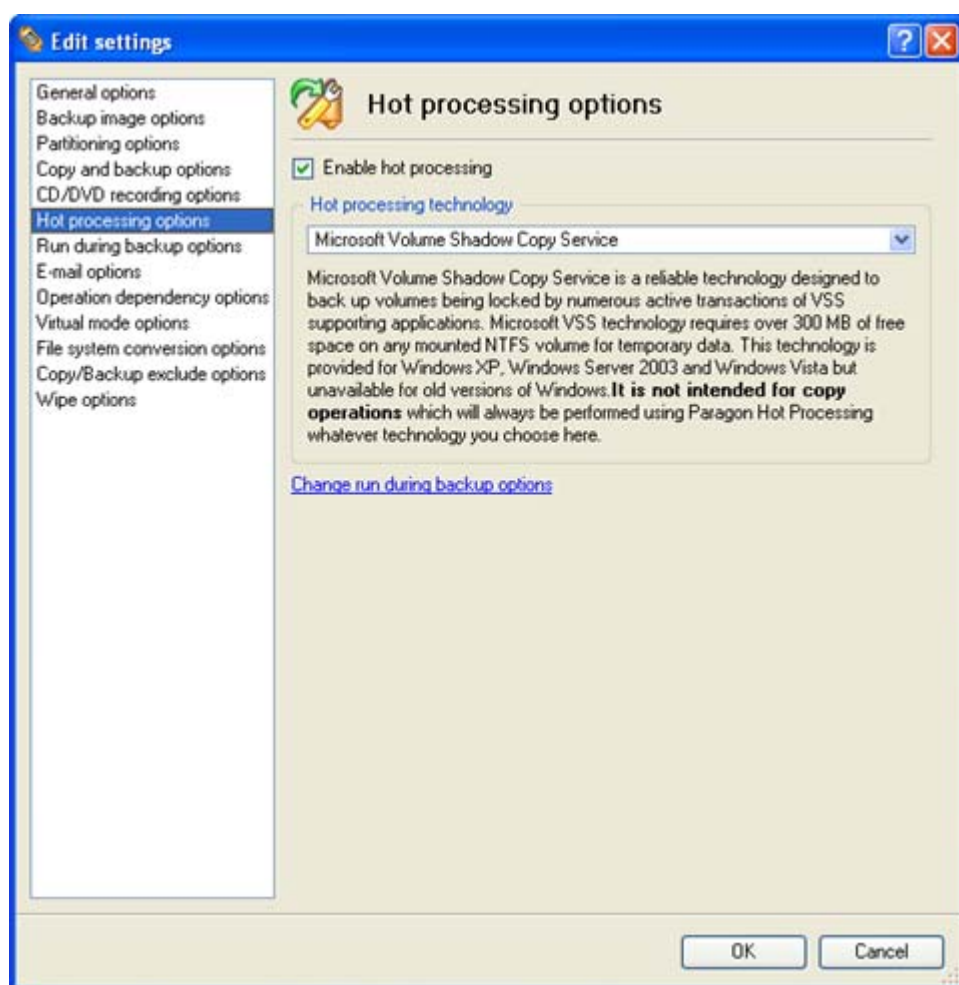 Edit settings
General options
Backup image options
Partitioning options
Copy and backup options
CD/DVD recording options
Hot processing options
Run during backup options
E-mail options
Operation dependency options
Virtual mode options
File system conversion options
Copy/Backup exclude options
Wipe options
Hot processing options
Enable hot processing
Hot processing technology
Microsoft Volume Shadow Copy Service
Microsoft Volume Shadow Copy Service is a reliable technology designed to
back up volumes being locked by numerous active transactions of VSS
supporting applications. Microsoft VSS technology requires over 300 MB of free
space on any mounted NTFS volume for temporary data. This technology is
provided for Windows XP, Windows Server 2003 and Windows Vista but
unavailable for old versions of Windows.It is not intended for copy
operations which will always be performed using Paragon Hot Processing
whatever technology you choose here.
Change run during backup options
OK
Cancel